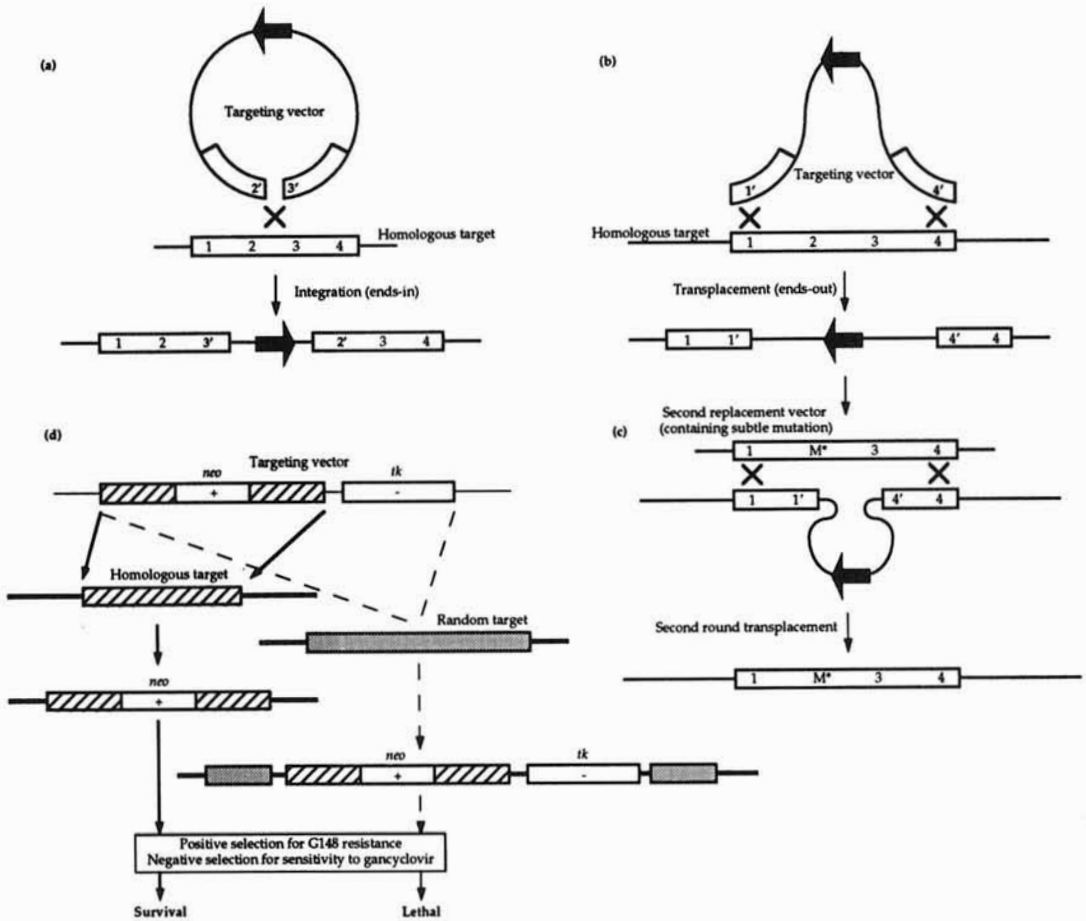 (a)
Targeting vector
2' 3'
Homologous target
1 2 3 4
Integration (ends-in)
1 2 3' 2' 3 4
(b)
1' Targeting vector 4'
Homologous target
1 2 3 4
Transplacement (ends-out)
1 1' 4' 4
(c)
Second replacement vector
(containing subtle mutation)
1 M* 3 4
1 1' 4' 4
Second round transplacement
1 M* 3 4
(d)
Targeting vector
neo tk
+ -
Homologous target
Random target
neo
+
neo tk
+ -
Positive selection for G148 resistance
Negative selection for sensitivity to gancyclovir
Survival Lethal